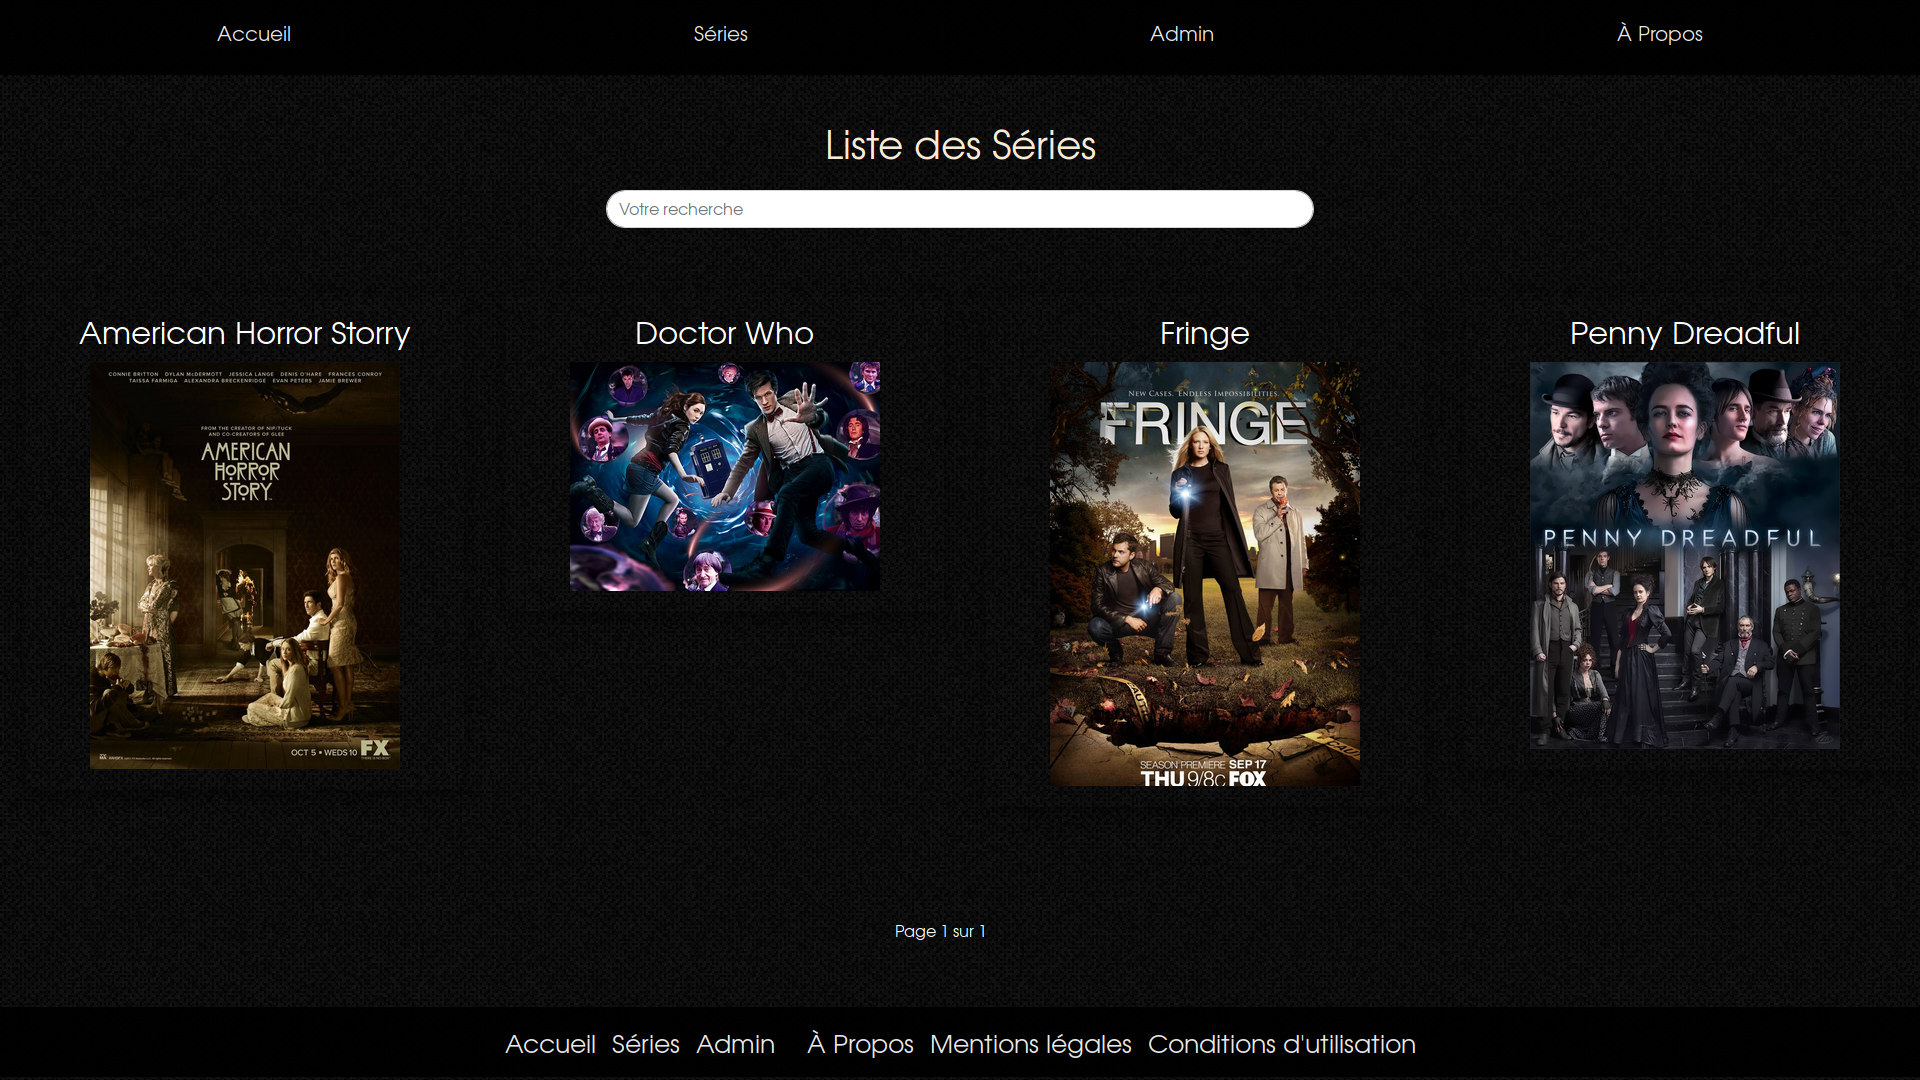 Accueil
Séries
Admin
À Propos
Liste des Séries
Votre recherche
American Horror Storry
CONNIE BRITTON DYLAN McDERMOTT JESSICA LANGE DENIS O'HARE FRANCES CONROY
TAISSA FARMIGA ALEXANDRA BRECKENRIDGE EVAN PETERS JAMIE BREWER
FROM THE CREATOR OF NIP/TUCK
AND CO-CREATORS OF GLEE
AMERICAN
HORROR
STORY
OCT 5 • WEDS 10 FX
Doctor Who
Fringe
NEW CASES. ENDLESS IMPOSSIBILITIES.
FRINGE
SEASON PREMIERE SEP 17
THU 9/8c FOX
Penny Dreadful
PENNY DREADFUL
Page 1 sur 1
Accueil Séries Admin À Propos Mentions légales Conditions d'utilisation